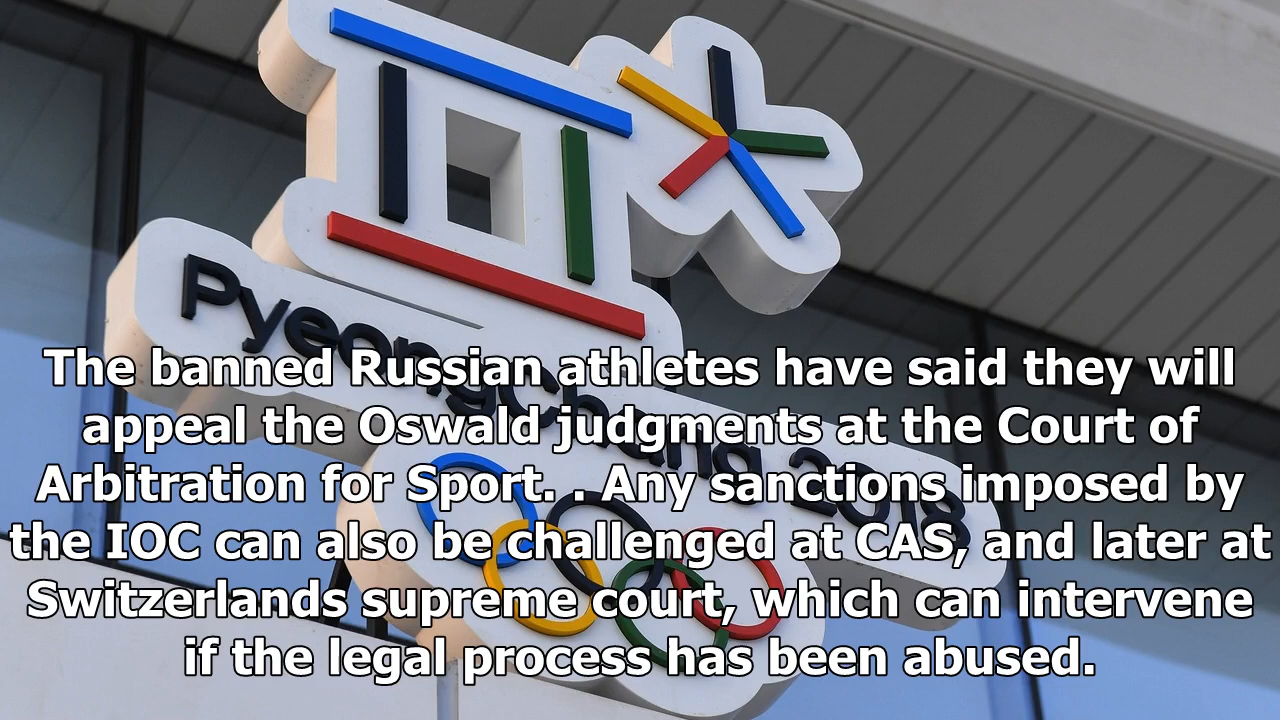 PyeongChang 2018
The banned Russian athletes have said they will
appeal the Oswald judgments at the Court of
Arbitration for Sport. . Any sanctions imposed by
the IOC can also be challenged at CAS, and later at
Switzerlands supreme court, which can intervene
if the legal process has been abused.